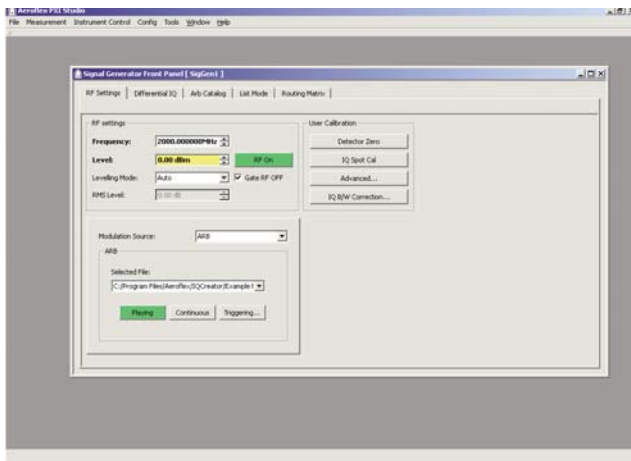 Aeroflex PXI Studio
File Measurement Instrument Control Config Tools Window Help
Signal Generator Front Panel [ SigGen1 ]
RF Settings Differential IQ Arb Catalog List Mode Routing Matrix
RF settings
Frequency: 2000.000000MHz
Level: 0.00 dBm RF On
Levelling Mode: Auto Gate RF OFF
RMS Level: 0.00 dB
User Calibration
Detector Zero
IQ Spot Cal
Advanced...
IQ B/W Correction...
Modulation Source: ARB
ARB
Selected File:
C:/Program Files/Aeroflex/IQCreator/Example
Playing Continuous Triggering...